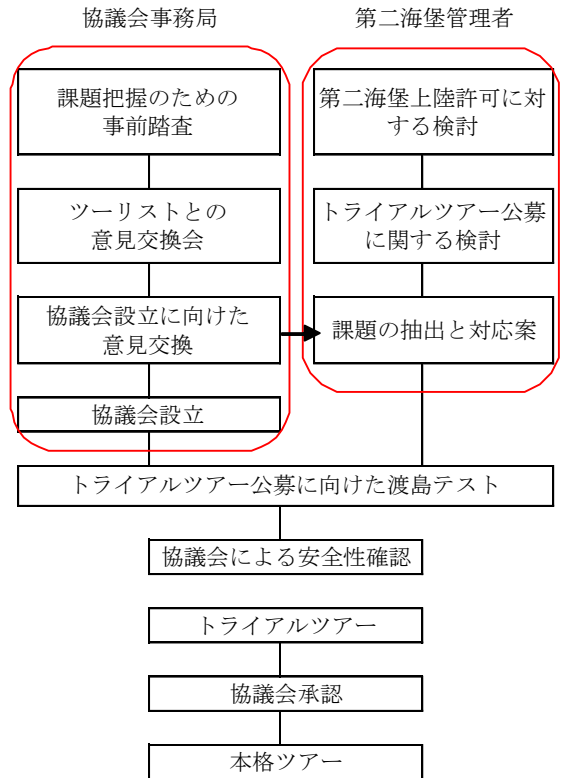 協議会事務局
第二海堡管理者
課題把握のための
事前踏査
第二海堡上陸許可に対
する検討
ツーリストとの
意見交換会
トライアルツアー公募
に関する検討
協議会設立に向けた
意見交換
課題の抽出と対応案
協議会設立
トライアルツアー公募に向けた渡島テスト
協議会による安全性確認
トライアルツアー
協議会承認
本格ツアー